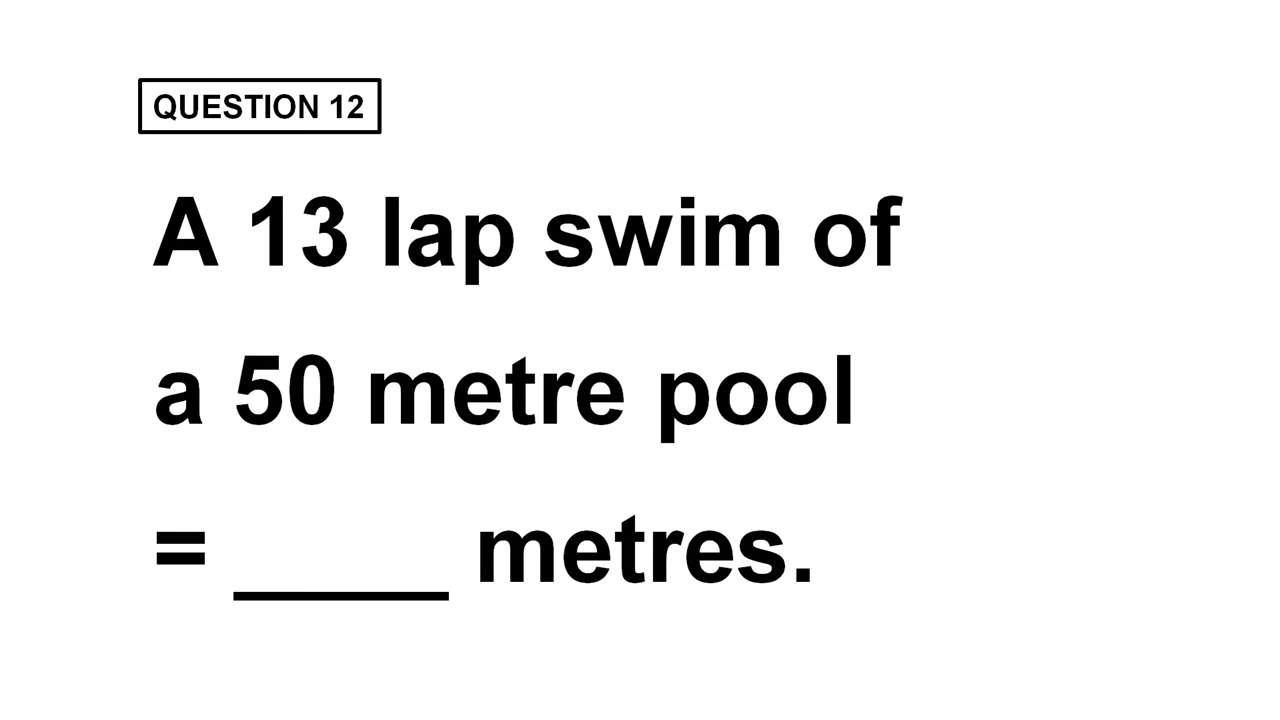 QUESTION 12
A 13 lap swim of
a 50 metre pool
= ____ metres.